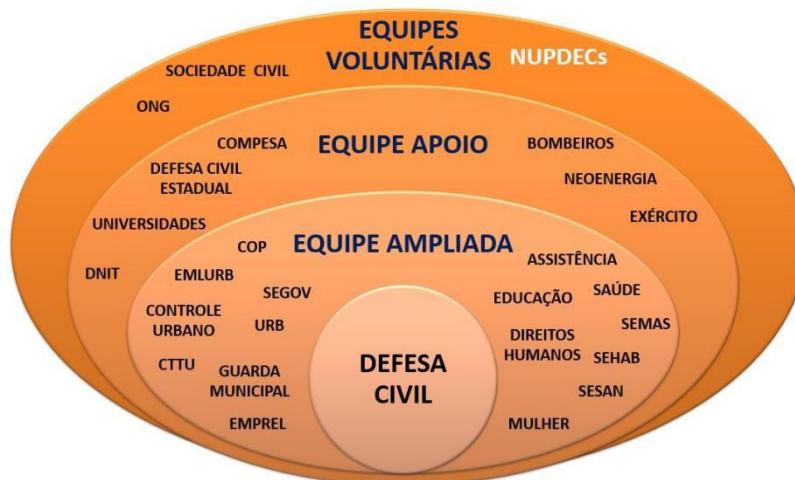 EQUIPES
VOLUNTÁRIAS
NUPDECs
SOCIEDADE CIVIL
ONG
EQUIPE APOIO
COMPESA
BOMBEIROS
DEFESA CIVIL
ESTADUAL
NEOENERGIA
UNIVERSIDADES
EXÉRCITO
DNIT
EQUIPE AMPLIADA
COP
ASSISTÊNCIA
EMLURB
SEGOV
EDUCAÇÃO
SAÚDE
CONTROLE
URBANO
URB
DIREITOS
HUMANOS
SEMAS
CTTU
SEHAB
GUARDA
MUNICIPAL
SESAN
EMPREL
MULHER
DEFESA
CIVIL